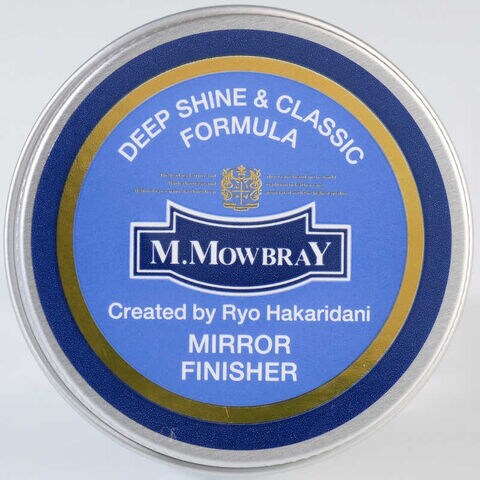 DEEP SHINE & CLASSIC
FORMULA
M.MOWBRAY
Created by Ryo Hakaridani
MIRROR
FINISHER